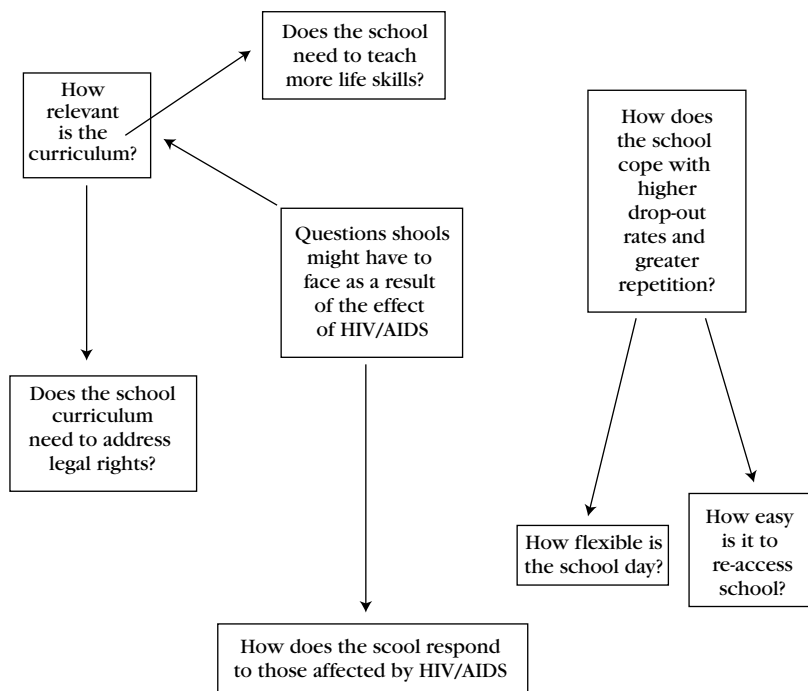 Does the school
need to teach
more life skills?
How
relevant
is the
curriculum?
How does
the school
cope with
higher
drop-out
rates and
greater
repetition?
Questions shools
might have to
face as a result
of the effect
of HIV/AIDS
Does the school
curriculum
need to address
legal rights?
How flexible is
the school day?
How easy
is it to
re-access
school?
How does the scool respond
to those affected by HIV/AIDS